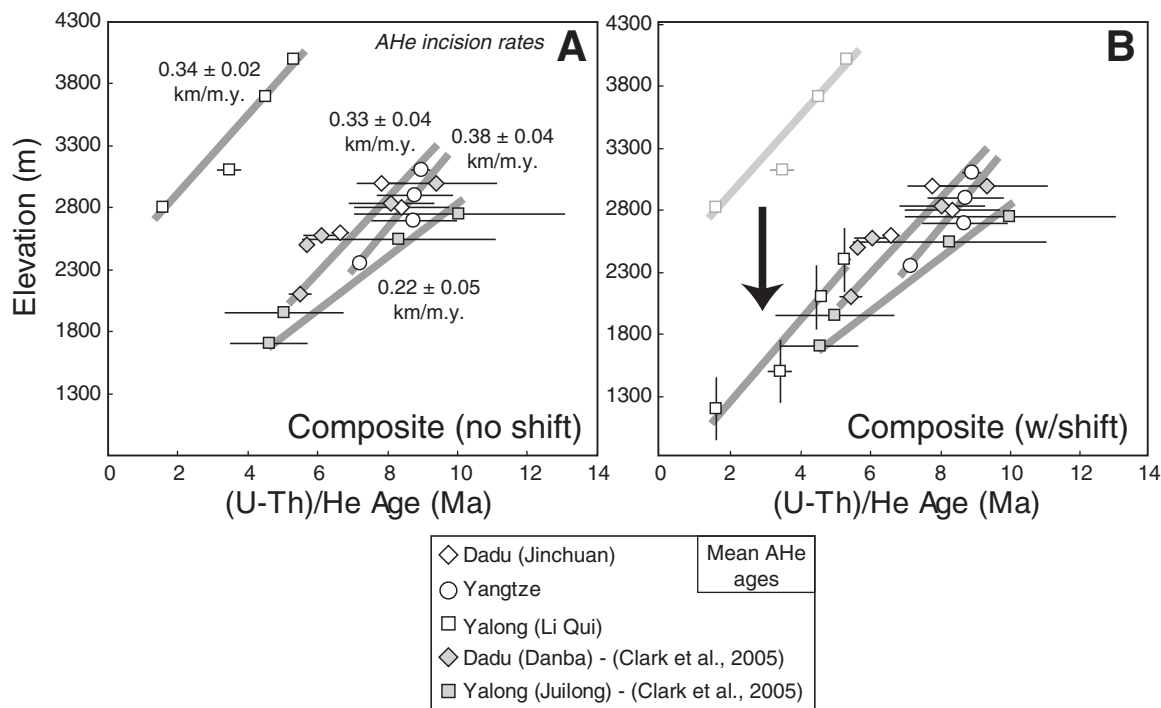 4300
3800
3300
2800
2300
1800
1300
Elevation (m)
AHe incision rates
A
0.34 ± 0.02
km/m.y.
0.33 ± 0.04
km/m.y.
0.38 ± 0.04
km/m.y.
0.22 ± 0.05
km/m.y.
Composite (no shift)
0 2 4 6 8 10 12 14
(U-Th)/He Age (Ma)
4300
3800
3300
2800
2300
1800
1300
B
Composite (w/shift)
0 2 4 6 8 10 12 14
(U-Th)/He Age (Ma)
Mean AHe
ages
Dadu (Jinchuan)
Yangtze
Yalong (Li Qui)
Dadu (Danba) - (Clark et al., 2005)
Yalong (Juilong) - (Clark et al., 2005)